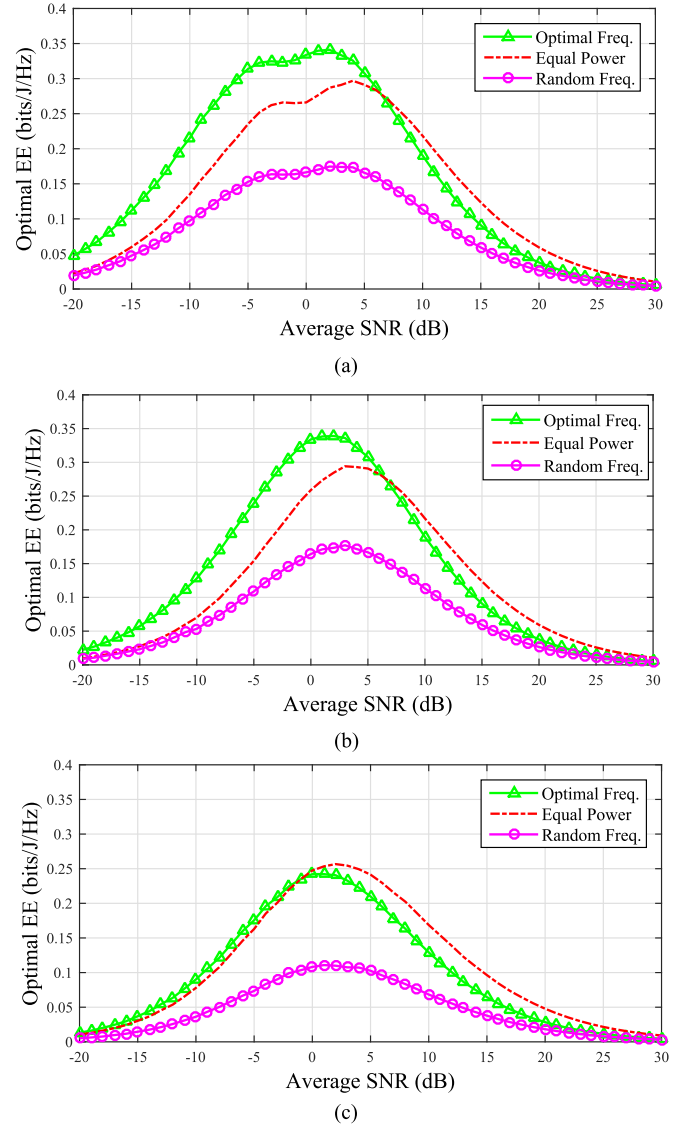 0.4
0.35
0.3
0.25
0.2
0.15
0.1
0.05
0
Optimal EE (bits/J/Hz)
Optimal Freq.
Equal Power
Random Freq.
-20 -15 -10 -5 0 5 10 15 20 25 30
Average SNR (dB)
(a)
0.4
0.35
0.3
0.25
0.2
0.15
0.1
0.05
0
Optimal EE (bits/J/Hz)
Optimal Freq.
Equal Power
Random Freq.
-20 -15 -10 -5 0 5 10 15 20 25 30
Average SNR (dB)
(b)
0.4
0.35
0.3
0.25
0.2
0.15
0.1
0.05
0
Optimal EE (bits/J/Hz)
Optimal Freq.
Equal Power
Random Freq.
-20 -15 -10 -5 0 5 10 15 20 25 30
Average SNR (dB)
(c)